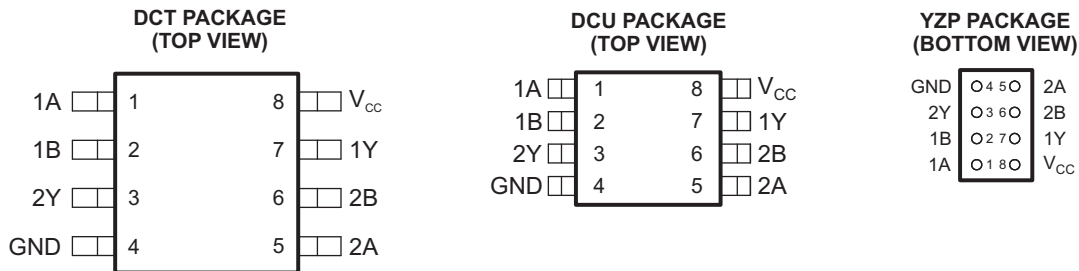 DCT PACKAGE
(TOP VIEW)
1A 1 8 VCC
1B 2 7 1Y
2Y 3 6 2B
GND 4 5 2A
DCU PACKAGE
(TOP VIEW)
1A 1 8 VCC
1B 2 7 1Y
2Y 3 6 2B
GND 4 5 2A
YZP PACKAGE
(BOTTOM VIEW)
GND 4 5 2A
2Y 3 6 2B
1B 2 7 1Y
1A 1 8 VCC